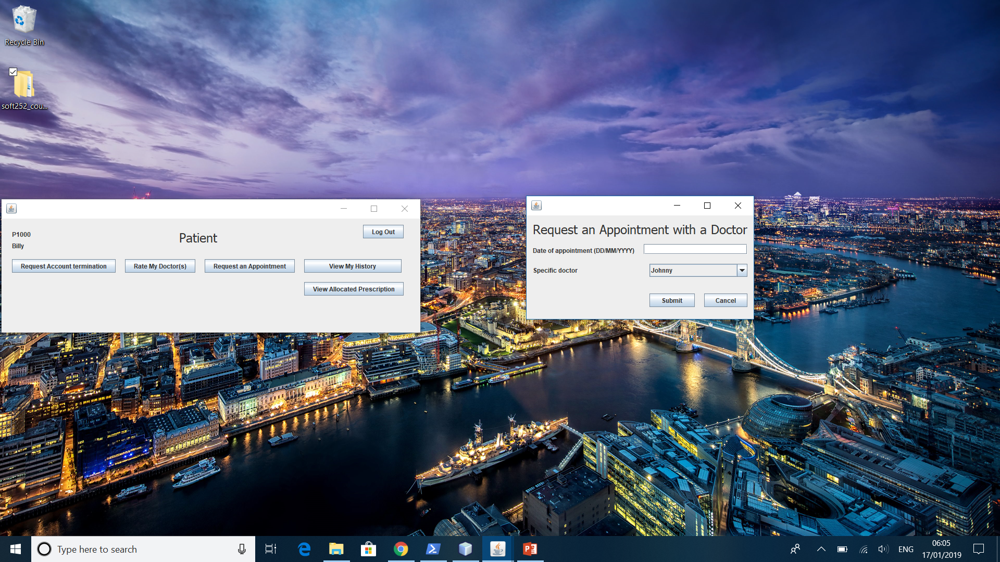 Recycle Bin
soft252_cou...
P1000
Billy
Patient
Log Out
Request Account termination
Rate My Doctor(s)
Request an Appointment
View My History
View Allocated Prescription
Request an Appointment with a Doctor
Date of appointment (DD/MM/YYYY)
Specific doctor
Johnny
Submit
Cancel
Type here to search
ENG
06:05
17/01/2019